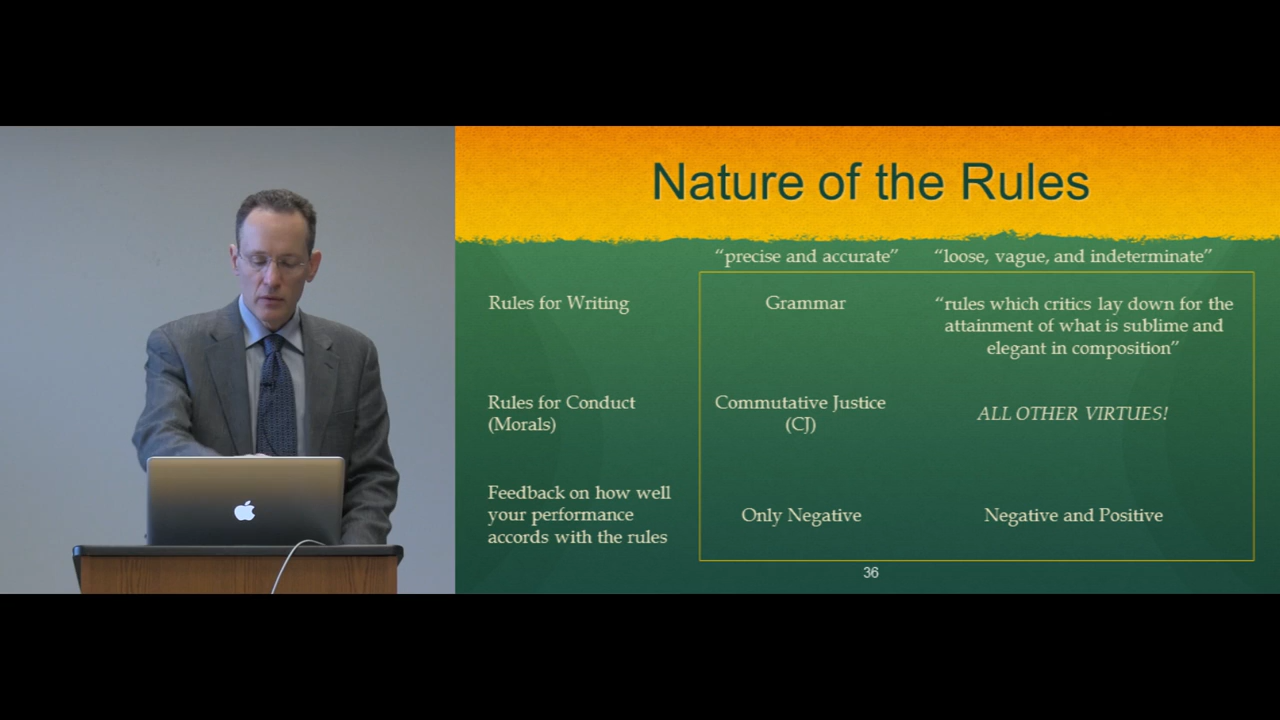 Nature of the Rules
“precise and accurate” “loose, vague, and indeterminate”
Rules for Writing
Grammar
“rules which critics lay down for the
attainment of what is sublime and
elegant in composition”
Rules for Conduct
(Morals)
Commutative Justice
(CJ)
ALL OTHER VIRTUES!
Feedback on how well
your performance
accords with the rules
Only Negative
Negative and Positive
36